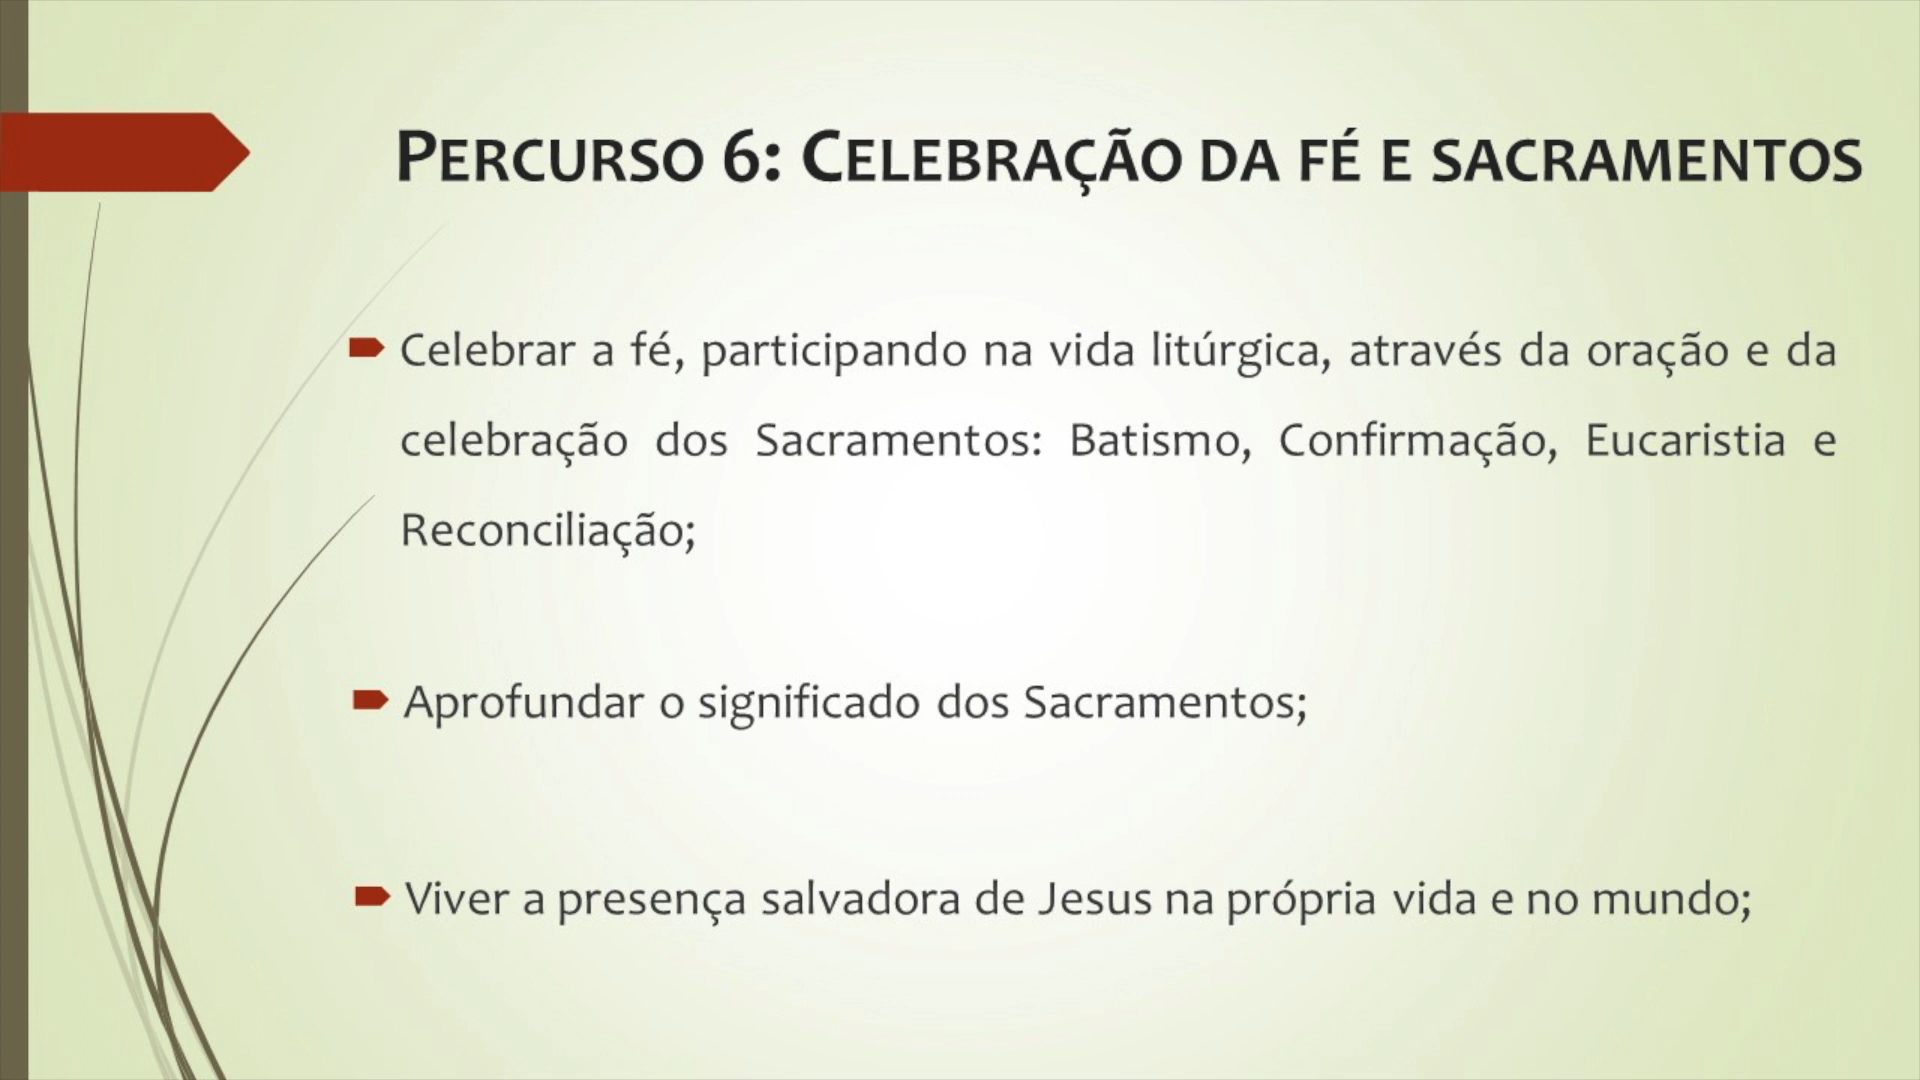 PERCURSO 6: CELEBRAÇÃO DA FÉ E SACRAMENTOS
Celebrar a fé, participando na vida litúrgica, através da oração e da
celebração dos Sacramentos: Batismo, Confirmação, Eucaristia e
Reconciliação;
Aprofundar o significado dos Sacramentos;
Viver a presença salvadora de Jesus na própria vida e no mundo;